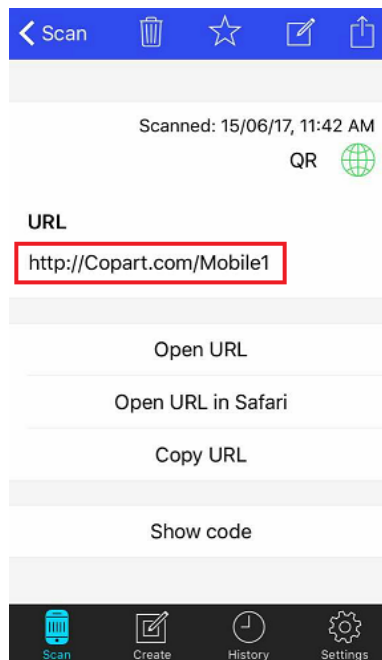 Scan
Scanned: 15/06/17, 11:42 AM
QR
URL
http://Copart.com/Mobile1
Open URL
Open URL in Safari
Copy URL
Show code
Scan
Create
History
Settings